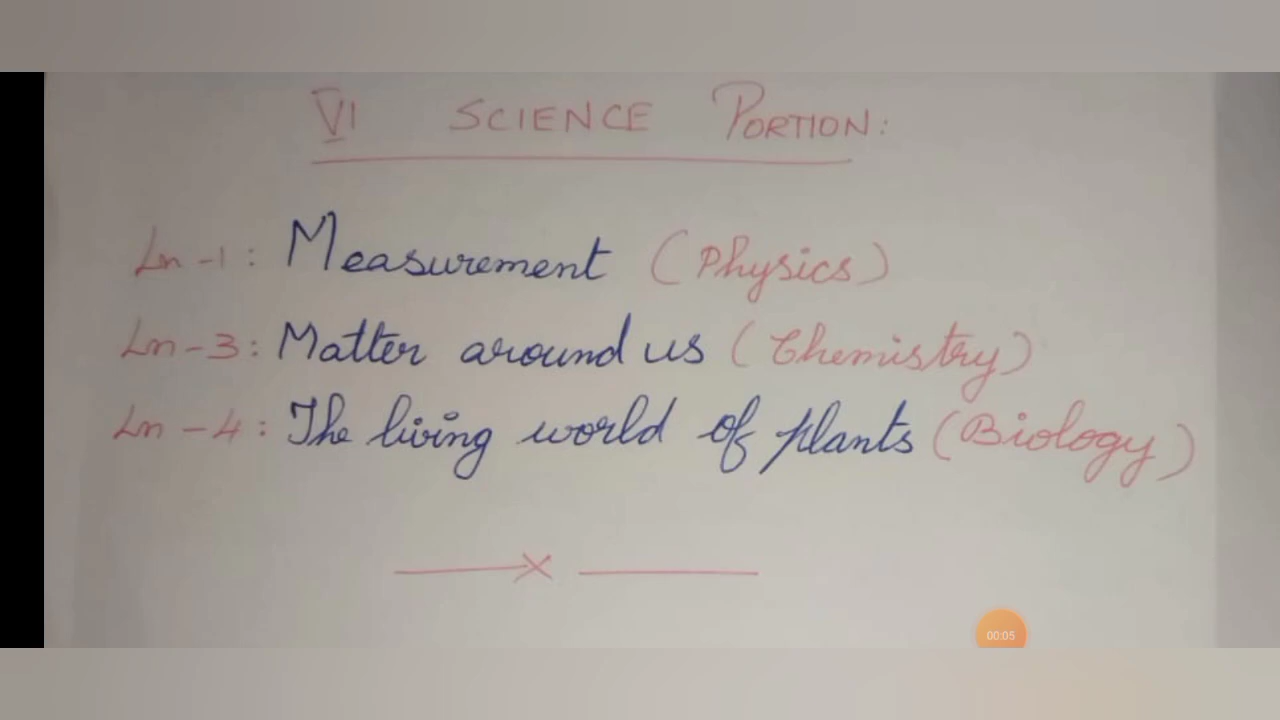 VI SCIENCE PORTION:
Ln-1: Measurement (Physics)
Ln-3: Matter around us (Chemistry)
Ln-4: The living world of plants (Biology)
00:05